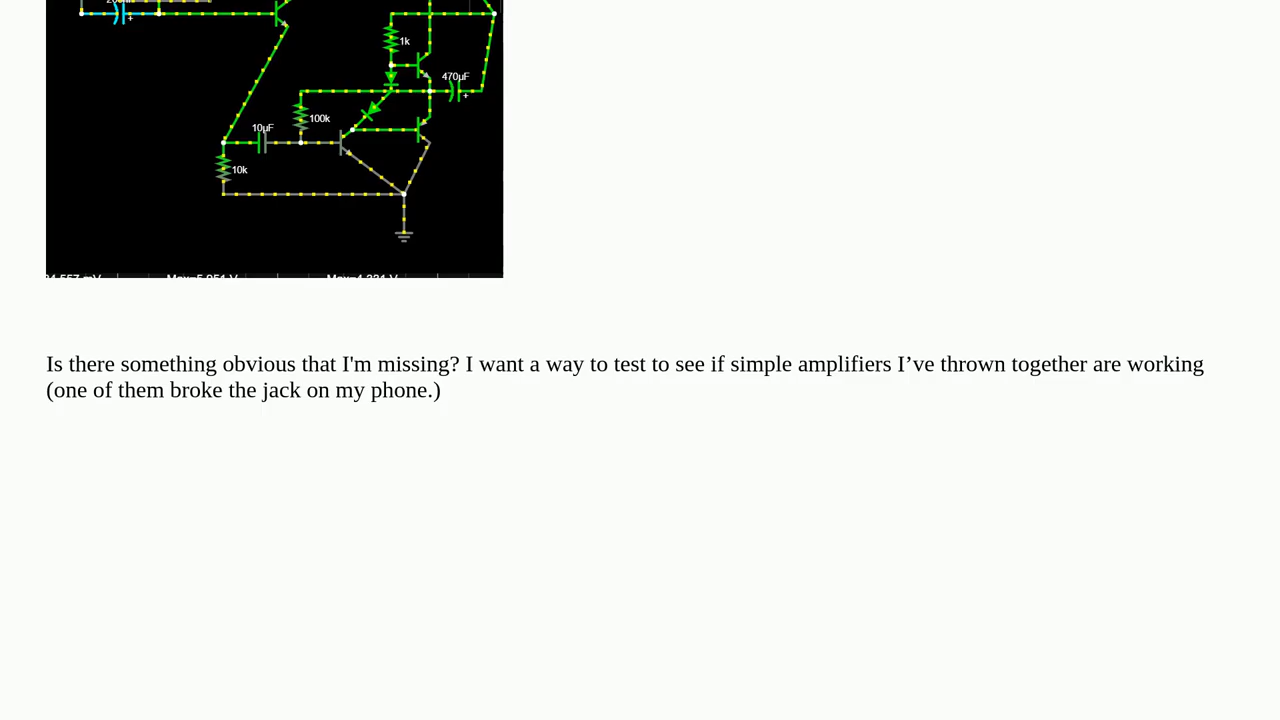 1k
470µF
+
100k
10µF
10k
Is there something obvious that I'm missing? I want a way to test to see if simple amplifiers I’ve thrown together are working
(one of them broke the jack on my phone.)